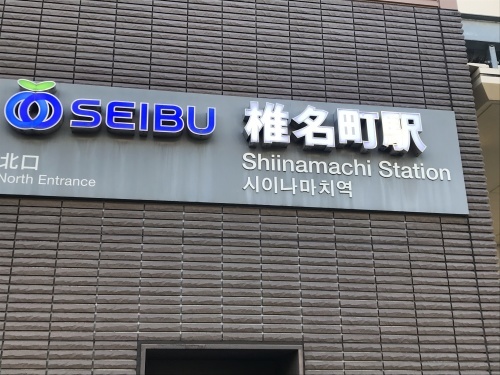 SEIBU 椎名町駅
北口
North Entrance
Shiinamachi Station
시이나마치역